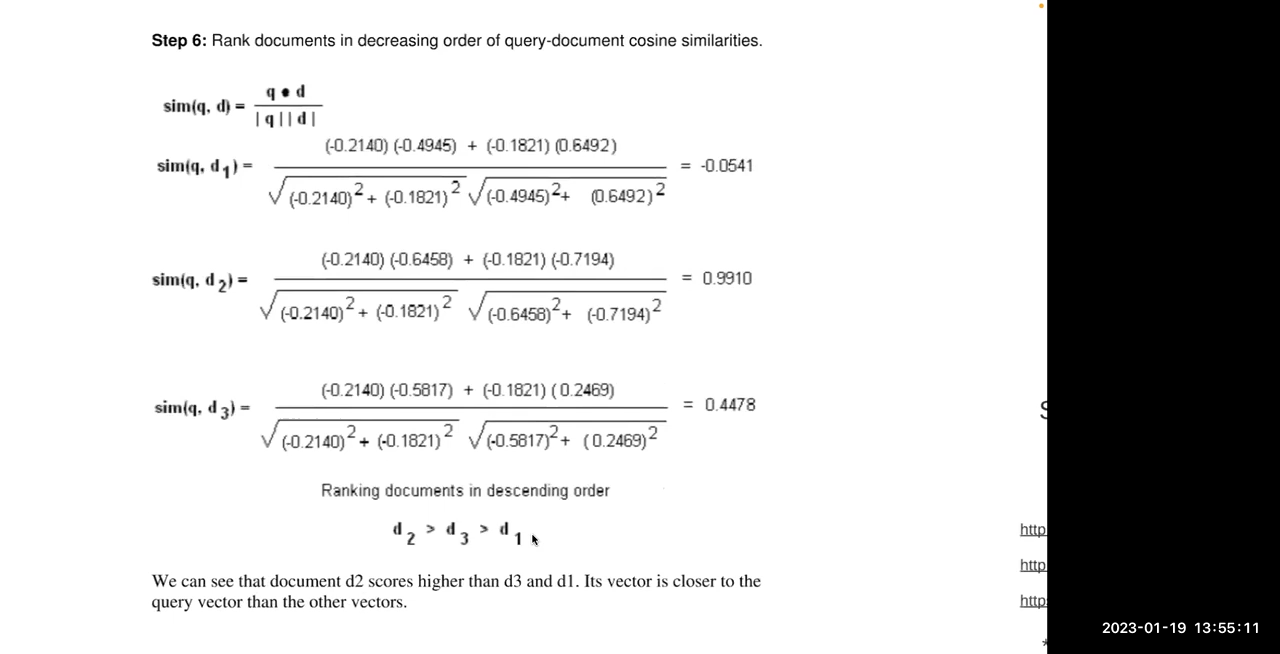 Step 6: Rank documents in decreasing order of query-document cosine similarities.
sim(q, d) = q • d / |q||d|
sim(q, d1) = (-0.2140) (-0.4945) + (-0.1821) (0.6492) / √(-0.2140)² + (-0.1821)² √(-0.4945)² + (0.6492)² = -0.0541
sim(q, d2) = (-0.2140) (-0.6458) + (-0.1821) (-0.7194) / √(-0.2140)² + (-0.1821)² √(-0.6458)² + (-0.7194)² = 0.9910
sim(q, d3) = (-0.2140) (-0.5817) + (-0.1821) (0.2469) / √(-0.2140)² + (-0.1821)² √(-0.5817)² + (0.2469)² = 0.4478
Ranking documents in descending order
d2 > d3 > d1
We can see that document d2 scores higher than d3 and d1. Its vector is closer to the
query vector than the other vectors.
http
http
http
2023-01-19 13:55:11